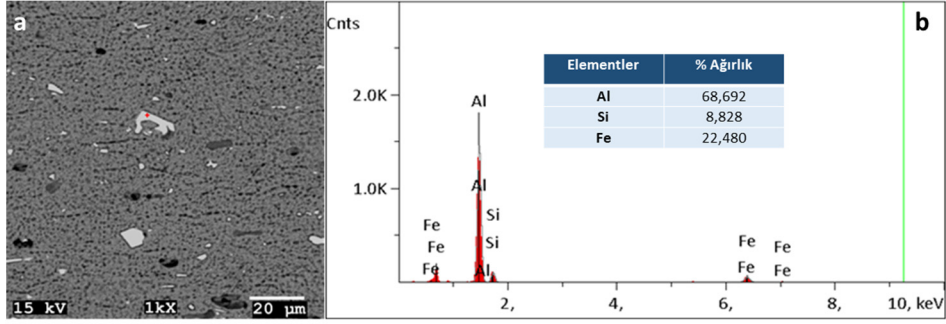 a
15 kV 1kX 20 µm
Cnts
b
Elementler % Ağırlık
Al 68,692
Si 8,828
Fe 22,480
2.0K
Al
1.0K
Al
Si
Fe
Si
Fe
Fe
Al
Fe Fe
Fe Fe
2, 4, 6, 8, 10, keV